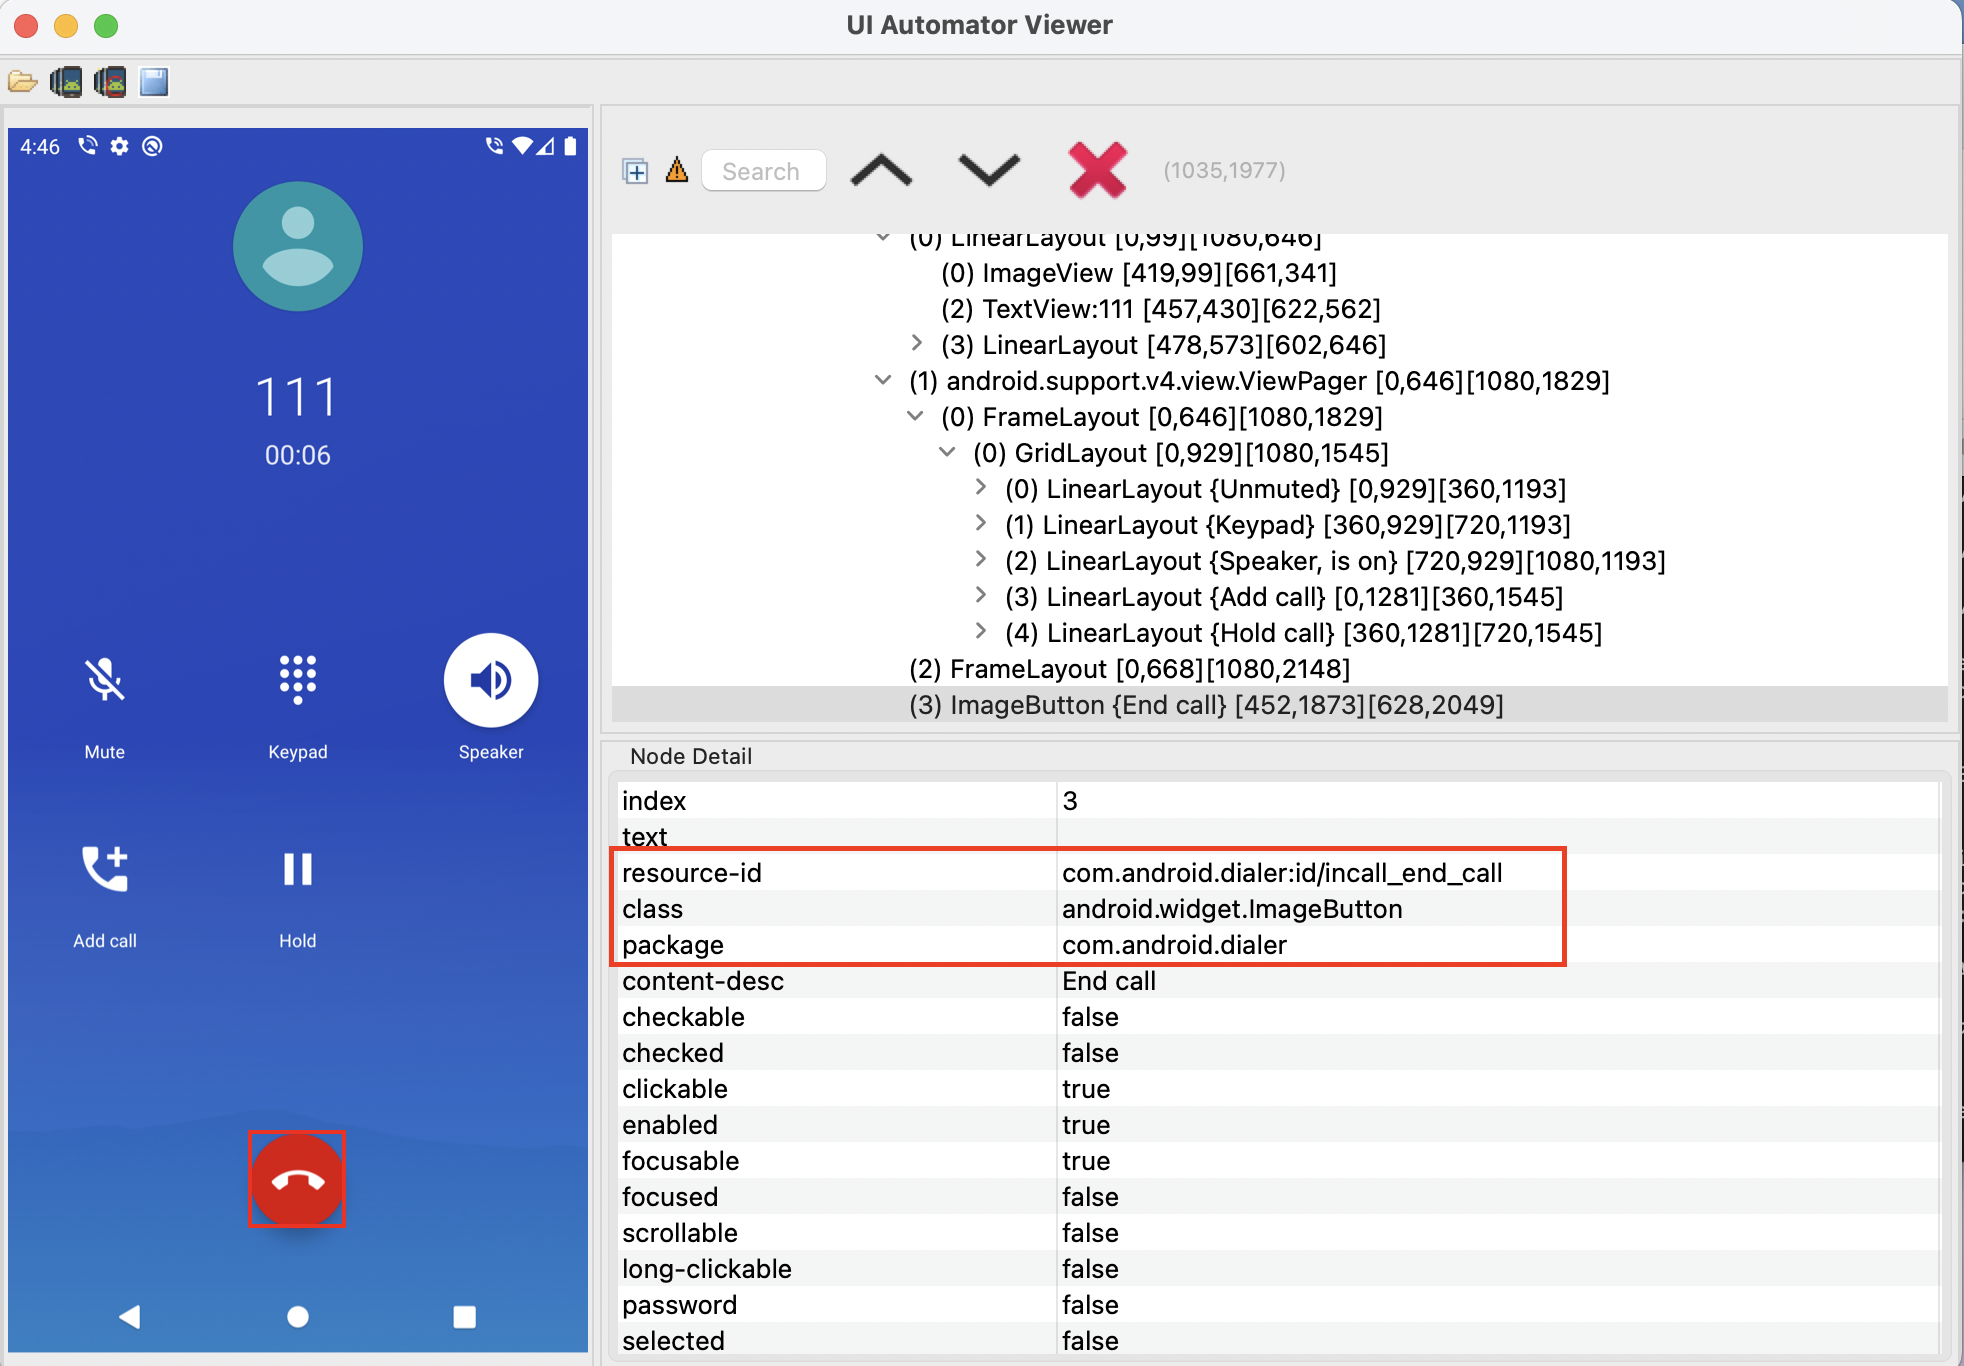 UI Automator Viewer
4:46
111
00:06
Mute
Keypad
Speaker
Add call
Hold
Search
(1035,1977)
(0) LinearLayout [0,99][1080,646]
(0) ImageView [419,99][661,341]
(2) TextView:111 [457,430][622,562]
(3) LinearLayout [478,573][602,646]
(1) android.support.v4.view.ViewPager [0,646][1080,1829]
(0) FrameLayout [0,646][1080,1829]
(0) GridLayout [0,929][1080,1545]
(0) LinearLayout {Unmuted} [0,929][360,1193]
(1) LinearLayout {Keypad} [360,929][720,1193]
(2) LinearLayout {Speaker, is on} [720,929][1080,1193]
(3) LinearLayout {Add call} [0,1281][360,1545]
(4) LinearLayout {Hold call} [360,1281][720,1545]
(2) FrameLayout [0,668][1080,2148]
(3) ImageButton {End call} [452,1873][628,2049]
Node Detail
index 3
text
resource-id com.android.dialer:id/incall_end_call
class android.widget.ImageButton
package com.android.dialer
content-desc End call
checkable false
checked false
clickable true
enabled true
focusable true
focused false
scrollable false
long-clickable false
password false
selected false